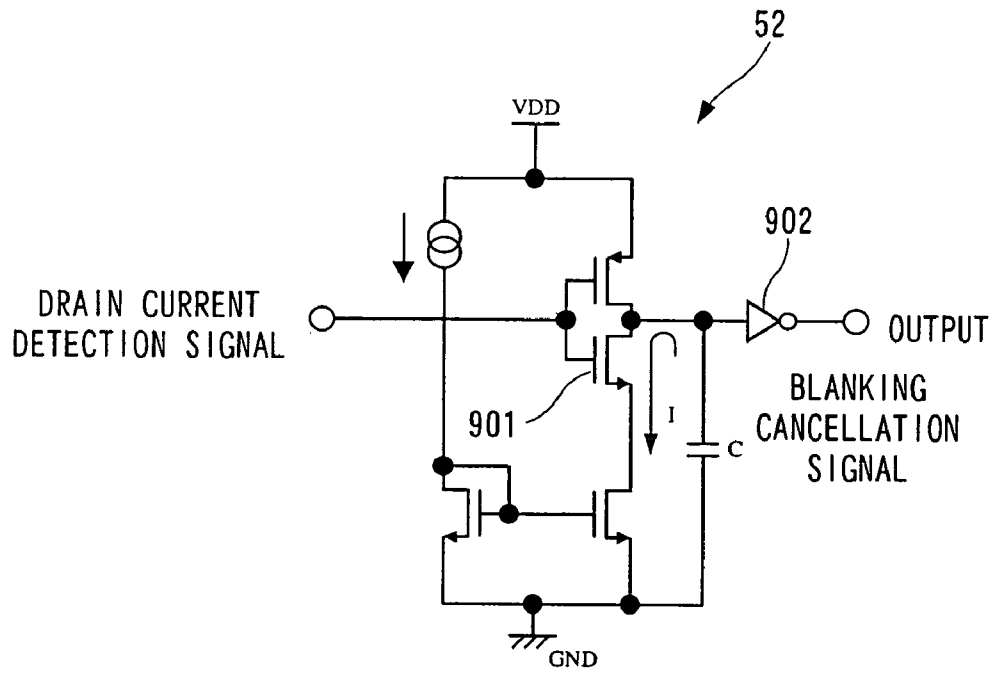 52
VDD
902
DRAIN CURRENT
DETECTION SIGNAL
OUTPUT
901
I
C
BLANKING
CANCELLATION
SIGNAL
GND